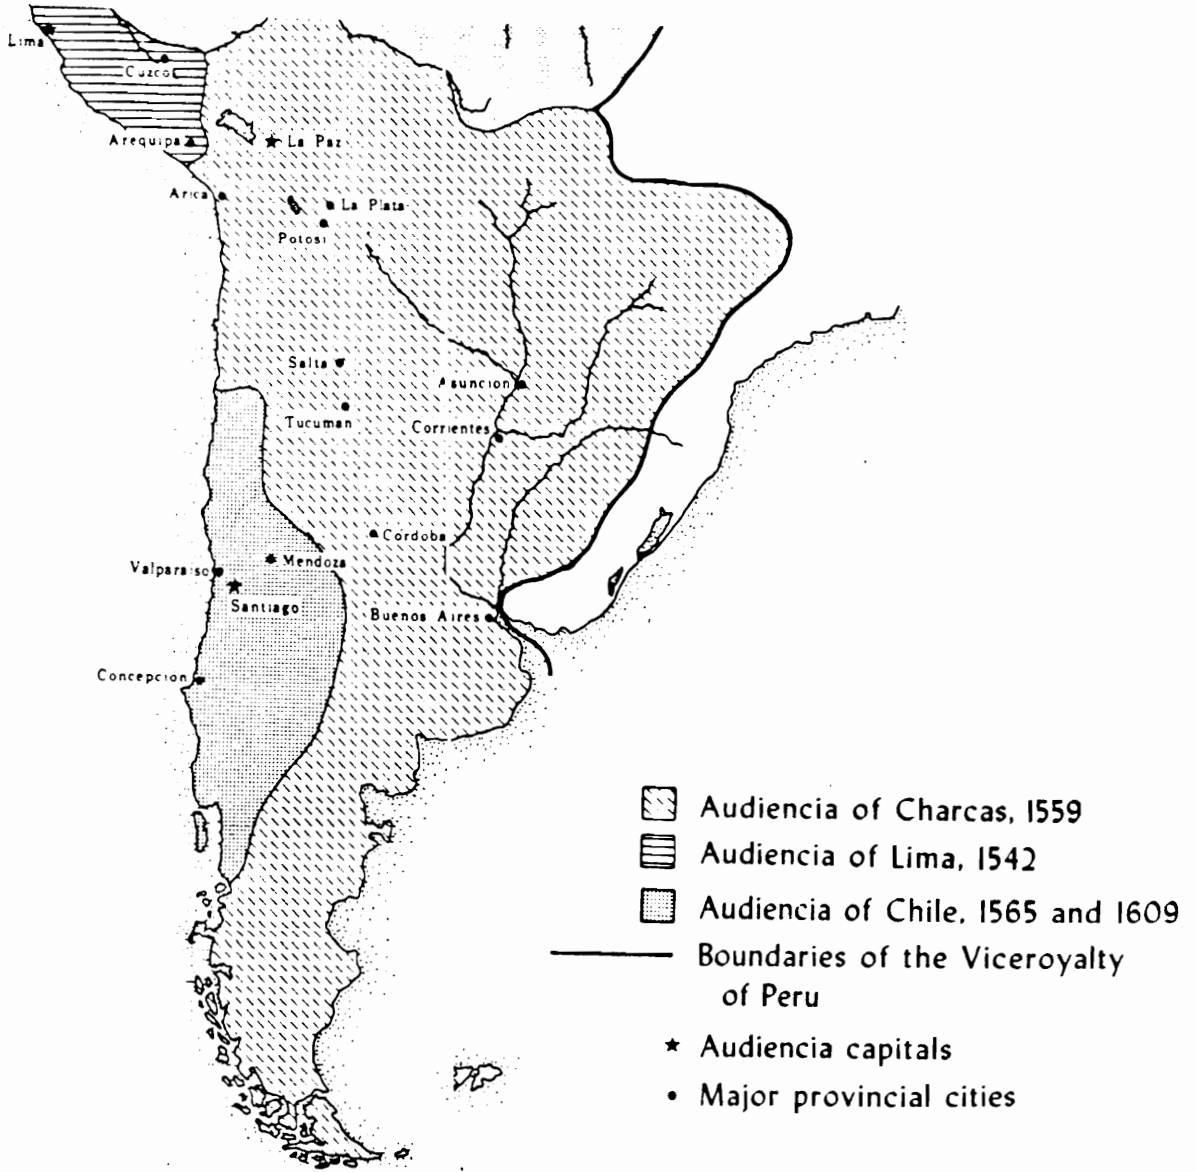 Lima
Cuzco
Arequipa
La Paz
Arica
La Plata
Potosi
Salta
Asuncion
Tucuman
Corrientes
Córdoba
Valparaiso
Mendoza
Santiago
Buenos Aires
Concepcion
Audiencia of Charcas, 1559
Audiencia of Lima, 1542
Audiencia of Chile, 1565 and 1609
Boundaries of the Viceroyalty
of Peru
Audiencia capitals
Major provincial cities